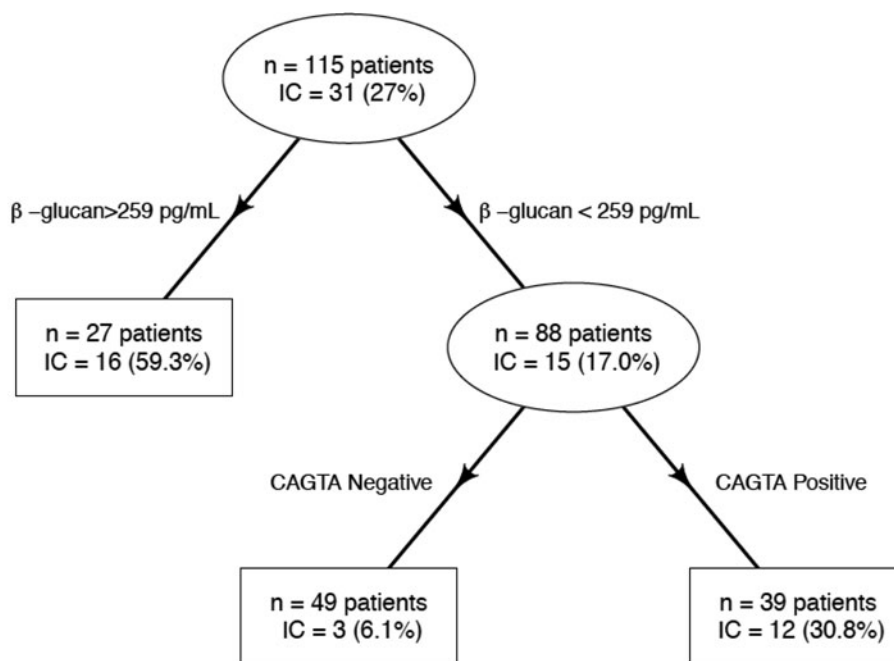 n = 115 patients
IC = 31 (27%)
β –glucan>259 pg/mL
β –glucan < 259 pg/mL
n = 27 patients
IC = 16 (59.3%)
n = 88 patients
IC = 15 (17.0%)
CAGTA Negative
CAGTA Positive
n = 49 patients
IC = 3 (6.1%)
n = 39 patients
IC = 12 (30.8%)